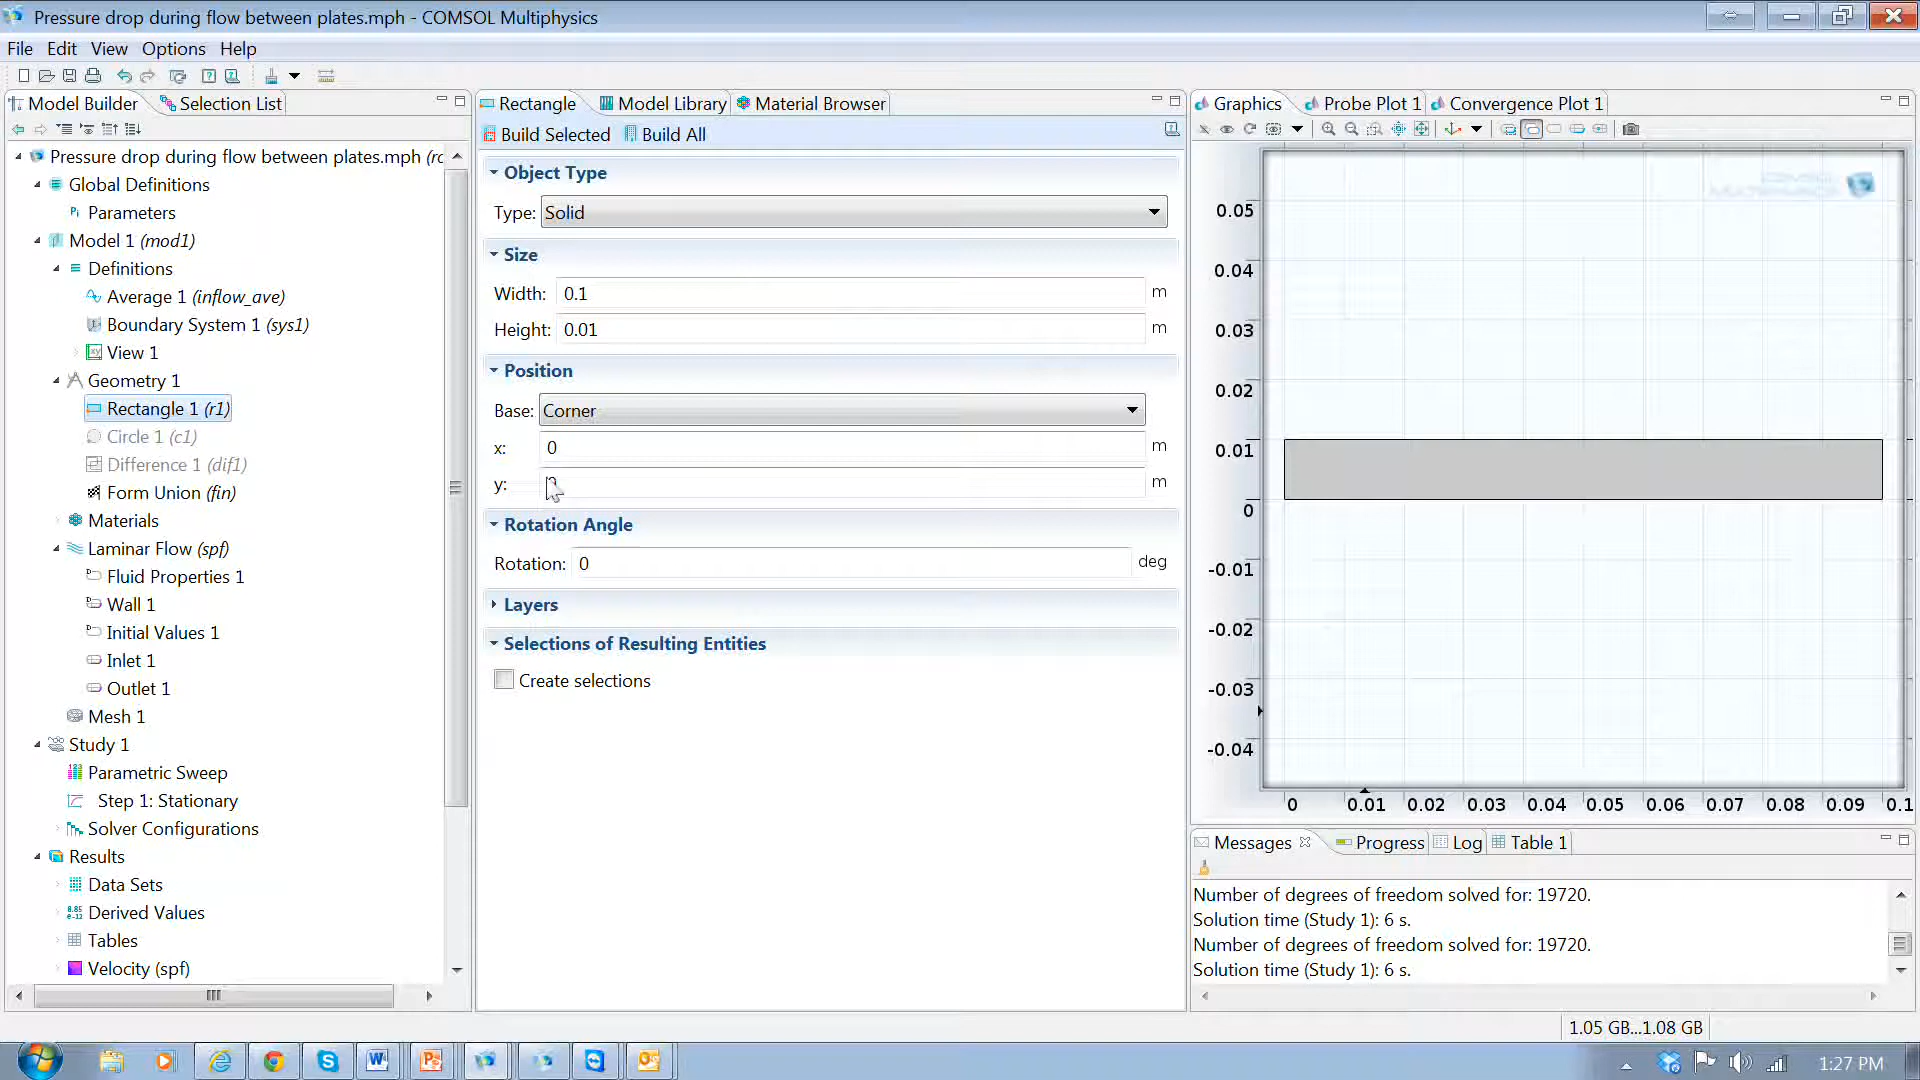 Pressure drop during flow between plates.mph - COMSOL Multiphysics
File Edit View Options Help
Model Builder
Selection List
Pressure drop during flow between plates.mph (ro
Global Definitions
Pi Parameters
Model 1 (mod1)
Definitions
Average 1 (inflow_ave)
Boundary System 1 (sys1)
View 1
Geometry 1
Rectangle 1 (r1)
Circle 1 (c1)
Difference 1 (dif1)
Form Union (fin)
Materials
Laminar Flow (spf)
Fluid Properties 1
Wall 1
Initial Values 1
Inlet 1
Outlet 1
Mesh 1
Study 1
Parametric Sweep
Step 1: Stationary
Solver Configurations
Results
Data Sets
Derived Values
Tables
Velocity (spf)
Rectangle
Model Library
Material Browser
Build Selected
Build All
Object Type
Type: Solid
Size
Width: 0.1 m
Height: 0.01 m
Position
Base: Corner
x: 0 m
y: m
Rotation Angle
Rotation: 0 deg
Layers
Selections of Resulting Entities
Create selections
Graphics
Probe Plot 1
Convergence Plot 1
COMSOL
MULTIPHYSICS
0.05
0.04
0.03
0.02
0.01
0
-0.01
-0.02
-0.03
-0.04
0 0.01 0.02 0.03 0.04 0.05 0.06 0.07 0.08 0.09 0.1
Messages
Progress
Log
Table 1
Number of degrees of freedom solved for: 19720.
Solution time (Study 1): 6 s.
Number of degrees of freedom solved for: 19720.
Solution time (Study 1): 6 s.
1.05 GB...1.08 GB
1:27 PM